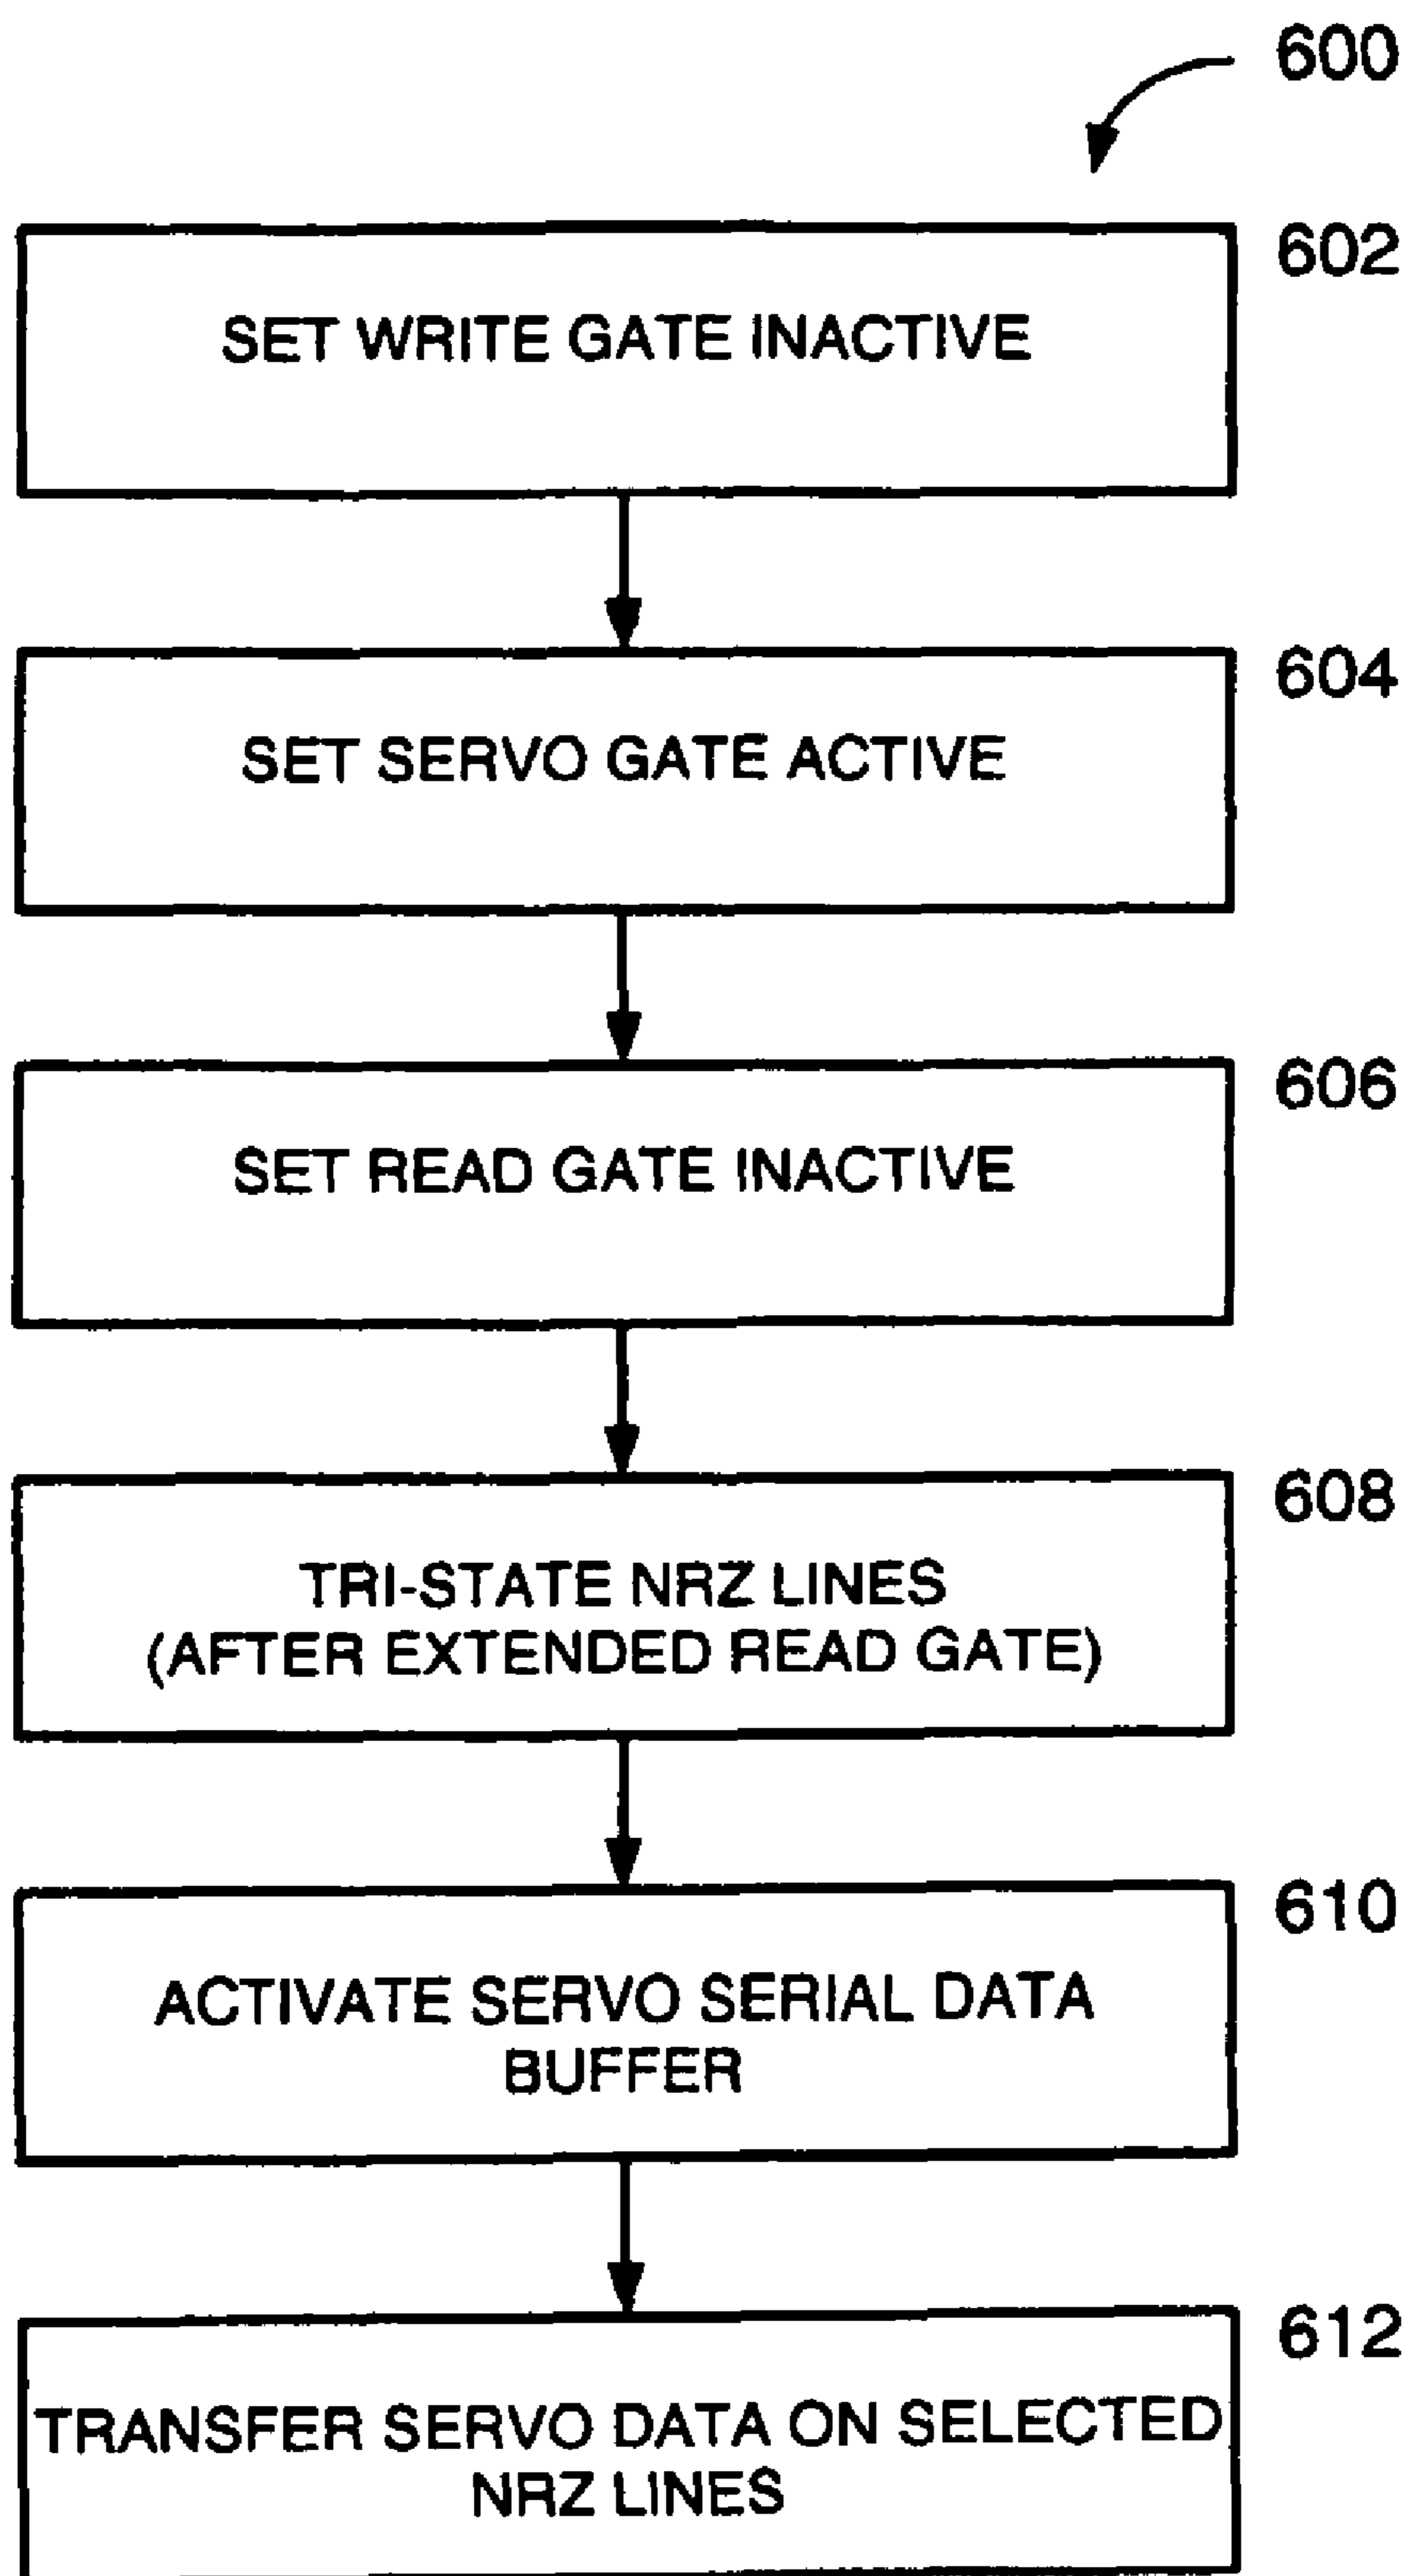 600
602
SET WRITE GATE INACTIVE
604
SET SERVO GATE ACTIVE
606
SET READ GATE INACTIVE
608
TRI-STATE NRZ LINES
(AFTER EXTENDED READ GATE)
610
ACTIVATE SERVO SERIAL DATA
BUFFER
612
TRANSFER SERVO DATA ON SELECTED
NRZ LINES